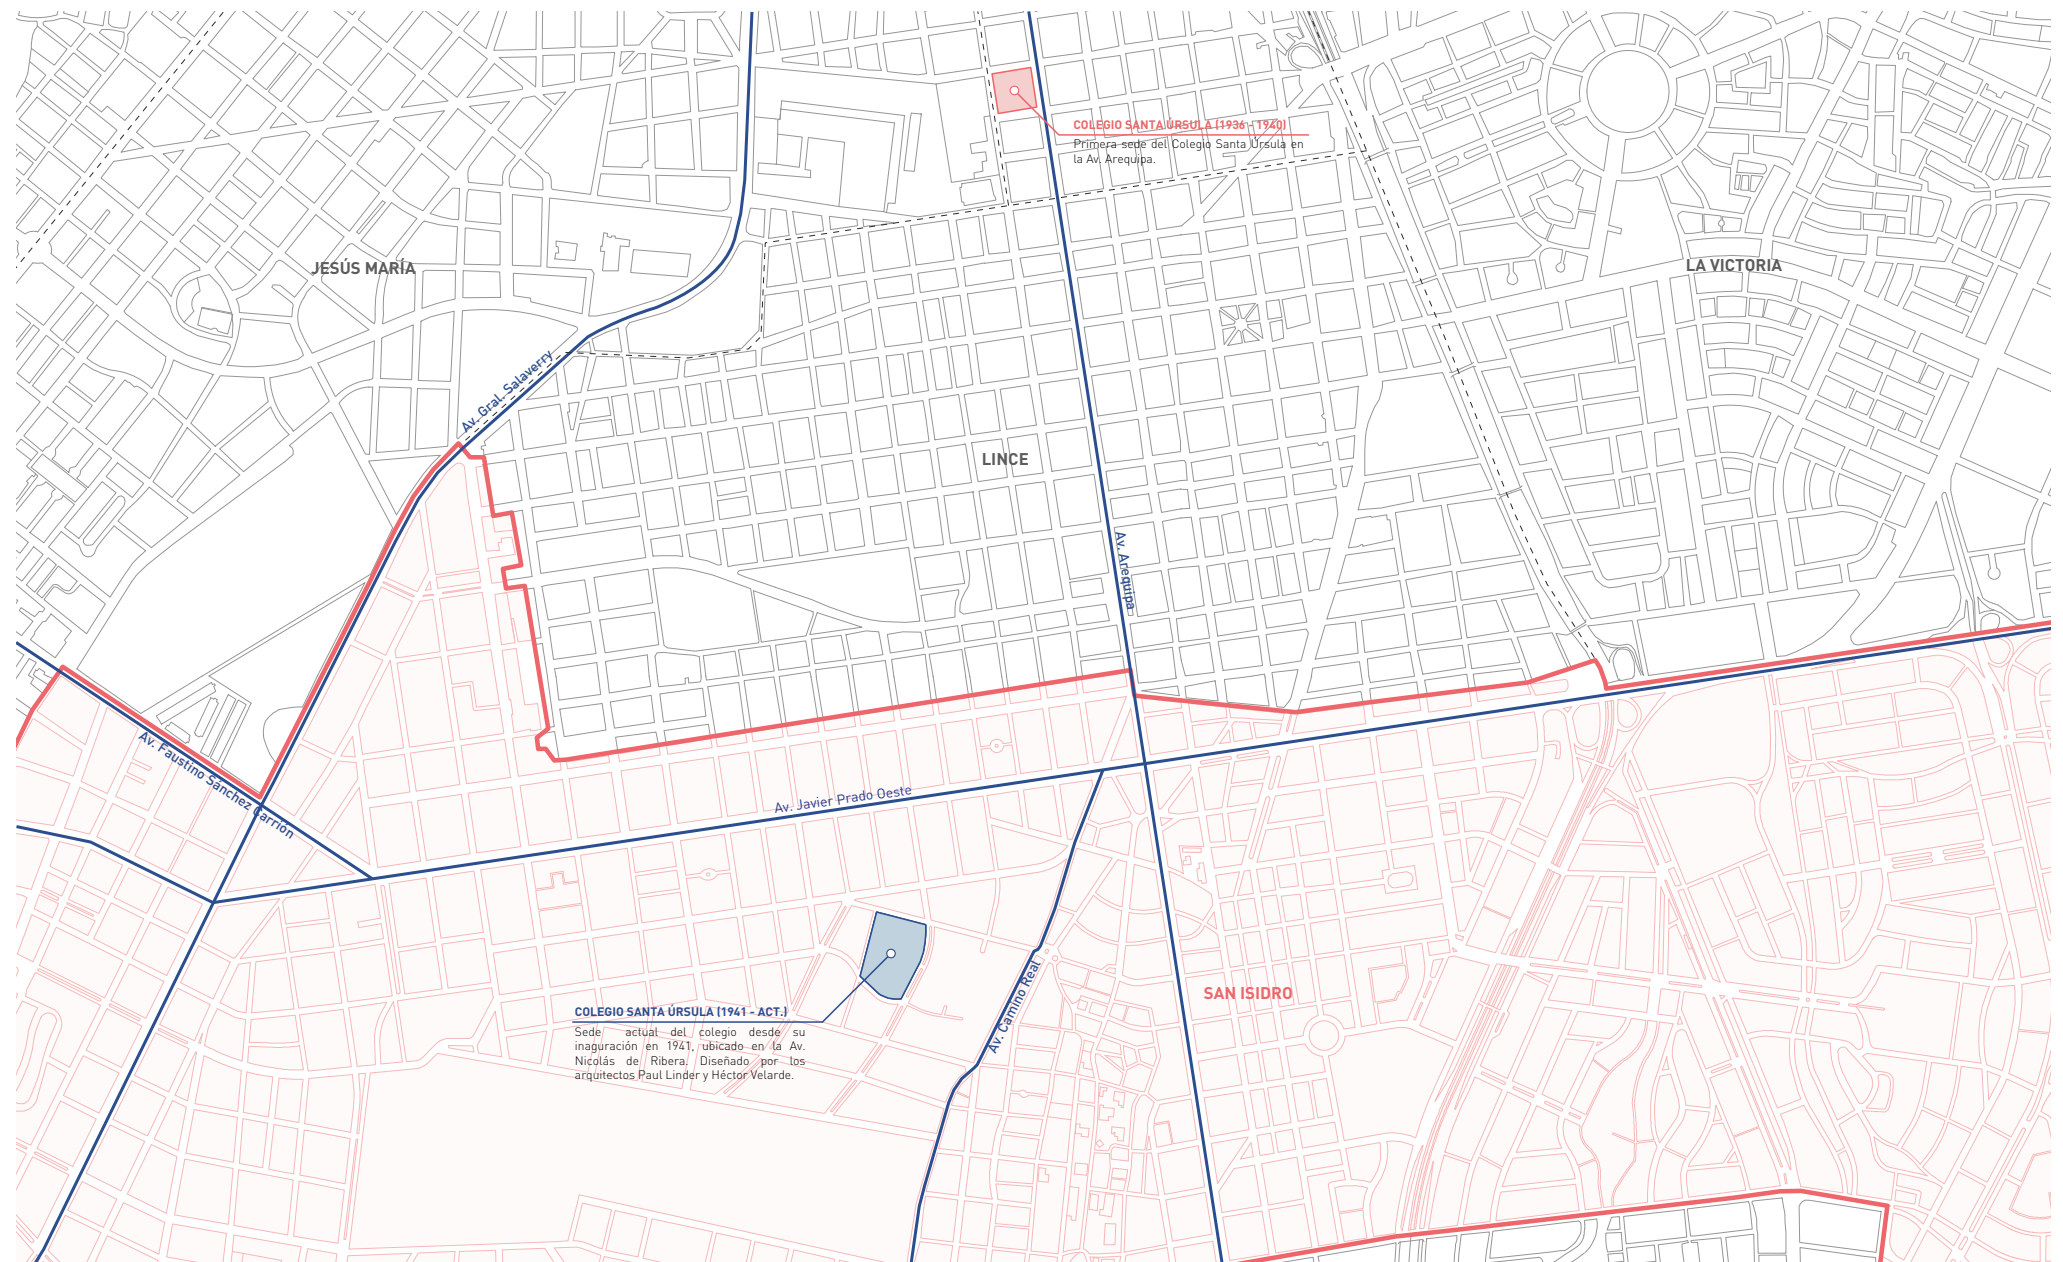 COLEGIO SANTA ÚRSULA (1936 - 1940)
Primera sede del Colegio Santa Úrsula en
la Av. Arequipa.
JESÚS MARÍA
LA VICTORIA
Av. Gral. Salaverry
LINCE
Av. Arequipa
Av. Faustino Sánchez Carrión
Av. Javier Prado Oeste
Av. Camino Real
SAN ISIDRO
COLEGIO SANTA ÚRSULA (1941 - ACT.)
Sede actual del colegio desde su
inaguración en 1941, ubicado en la Av.
Nicolás de Ribera. Diseñado por los
arquitectos Paul Linder y Héctor Velarde.